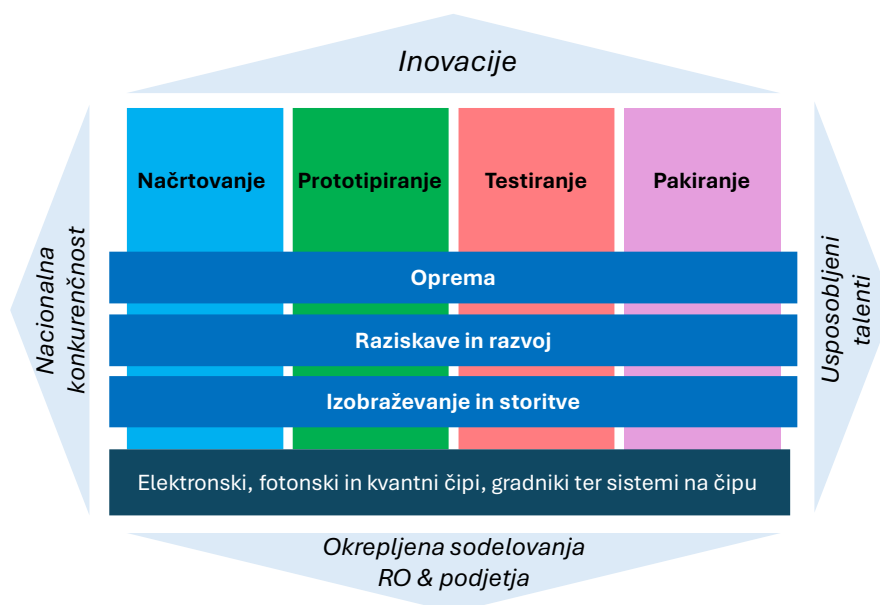 Inovacije
Nacionalna
konkurenčnost
Načrtovanje
Prototipiranje
Testiranje
Pakiranje
Usposobljeni
talenti
Oprema
Raziskave in razvoj
Izobraževanje in storitve
Elektronski, fotonski in kvantni čipi, gradniki ter sistemi na čipu
Okrepljena sodelovanja
RO & podjetja